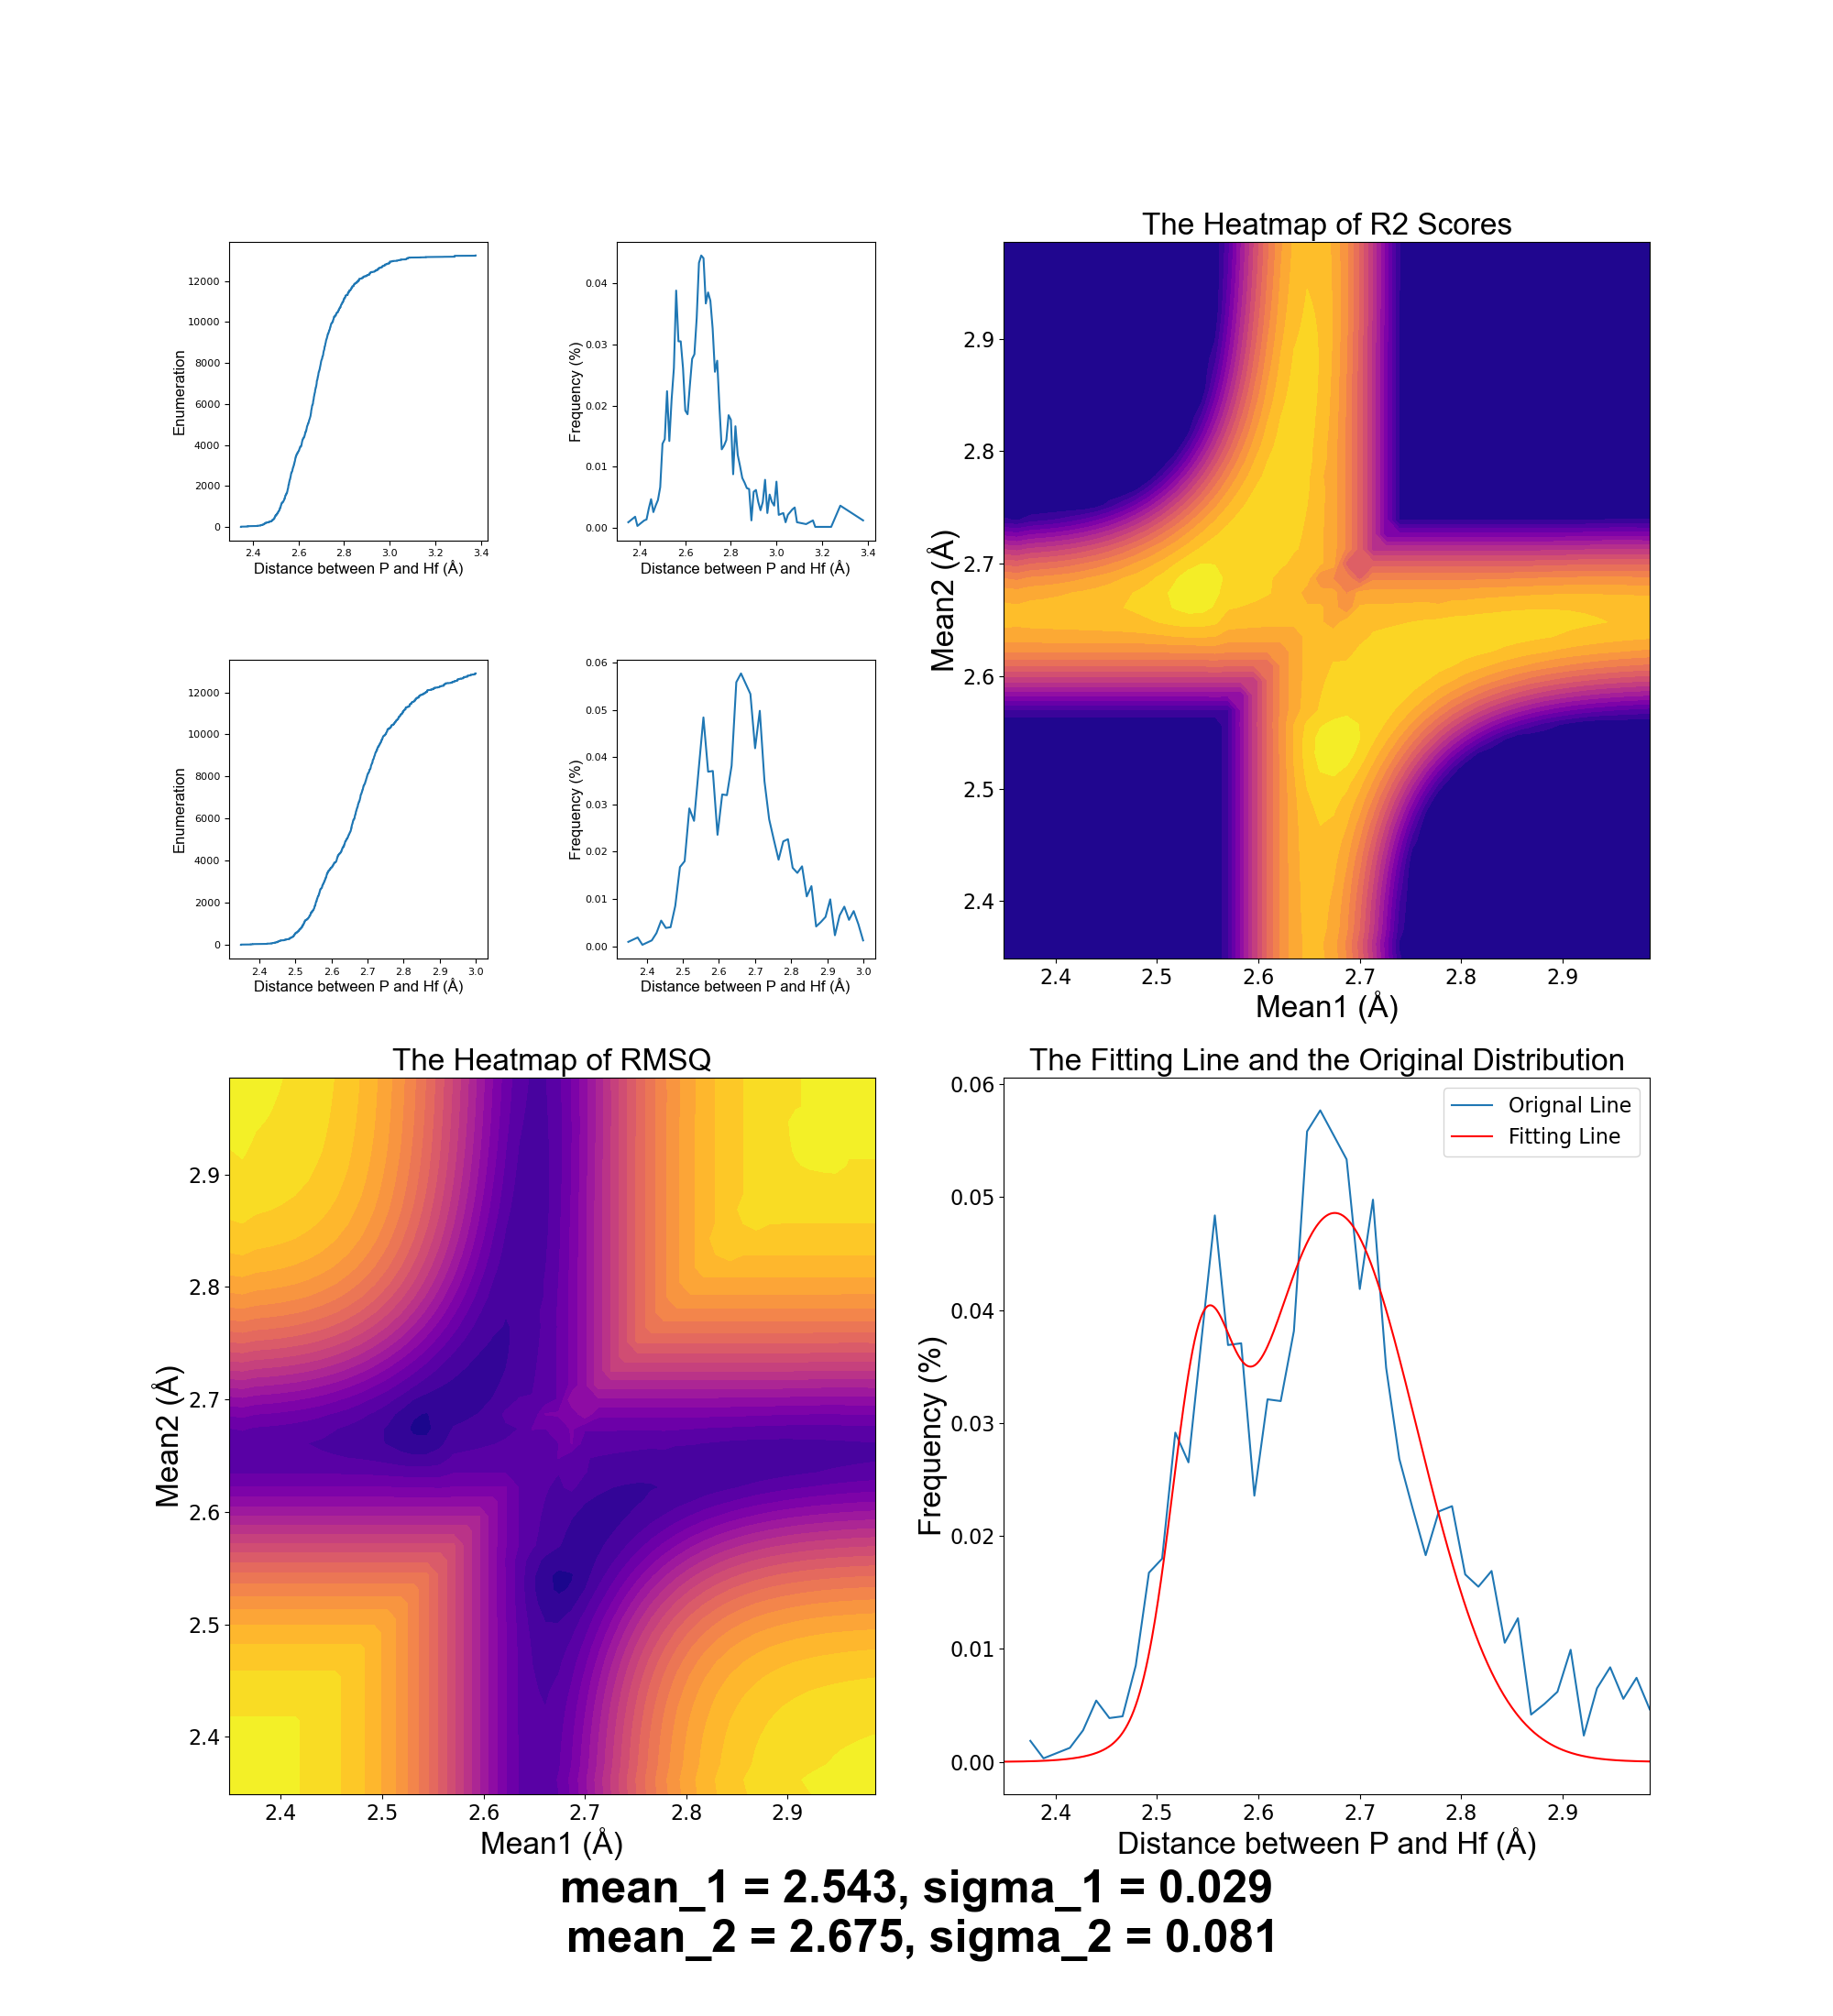 The Heatmap of R2 Scores
12000
10000
8000
6000
4000
2000
0
Enumeration
2.4 2.6 2.8 3.0 3.2 3.4
Distance between P and Hf (Å)
0.04
0.03
0.02
0.01
0.00
Frequency (%)
2.4 2.6 2.8 3.0 3.2 3.4
Distance between P and Hf (Å)
12000
10000
8000
6000
4000
2000
0
Enumeration
2.4 2.5 2.6 2.7 2.8 2.9 3.0
Distance between P and Hf (Å)
0.06
0.05
0.04
0.03
0.02
0.01
0.00
Frequency (%)
2.4 2.5 2.6 2.7 2.8 2.9 3.0
Distance between P and Hf (Å)
2.9
2.8
2.7
2.6
2.5
2.4
Mean2 (Å)
2.4 2.5 2.6 2.7 2.8 2.9
Mean1 (Å)
The Heatmap of RMSQ
2.9
2.8
2.7
2.6
2.5
2.4
Mean2 (Å)
2.4 2.5 2.6 2.7 2.8 2.9
Mean1 (Å)
The Fitting Line and the Original Distribution
Orignal Line
Fitting Line
0.06
0.05
0.04
0.03
0.02
0.01
0.00
Frequency (%)
2.4 2.5 2.6 2.7 2.8 2.9
Distance between P and Hf (Å)
mean_1 = 2.543, sigma_1 = 0.029
mean_2 = 2.675, sigma_2 = 0.081